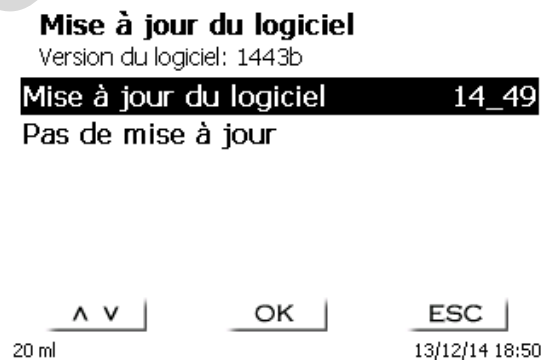 Mise à jour du logiciel
Version du logiciel: 1443b
Mise à jour du logiciel 14_49
Pas de mise à jour
∧ ∨ OK ESC
20 ml 13/12/14 18:50